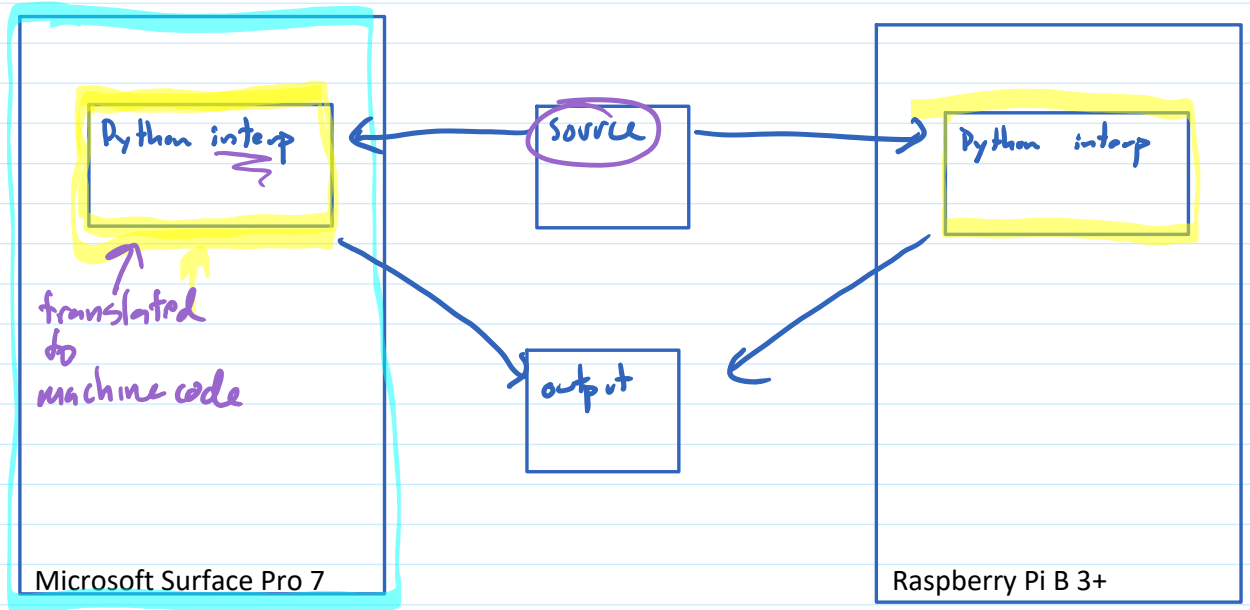 Python interp
source
Python interp
translated
to
machine code
output
Microsoft Surface Pro 7
Raspberry Pi B 3+